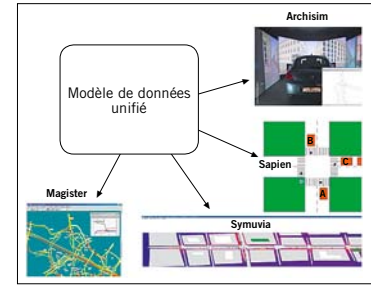 Archisim
Modèle de données
unifié
B
Sapien
C
A
Magister
Symuvia